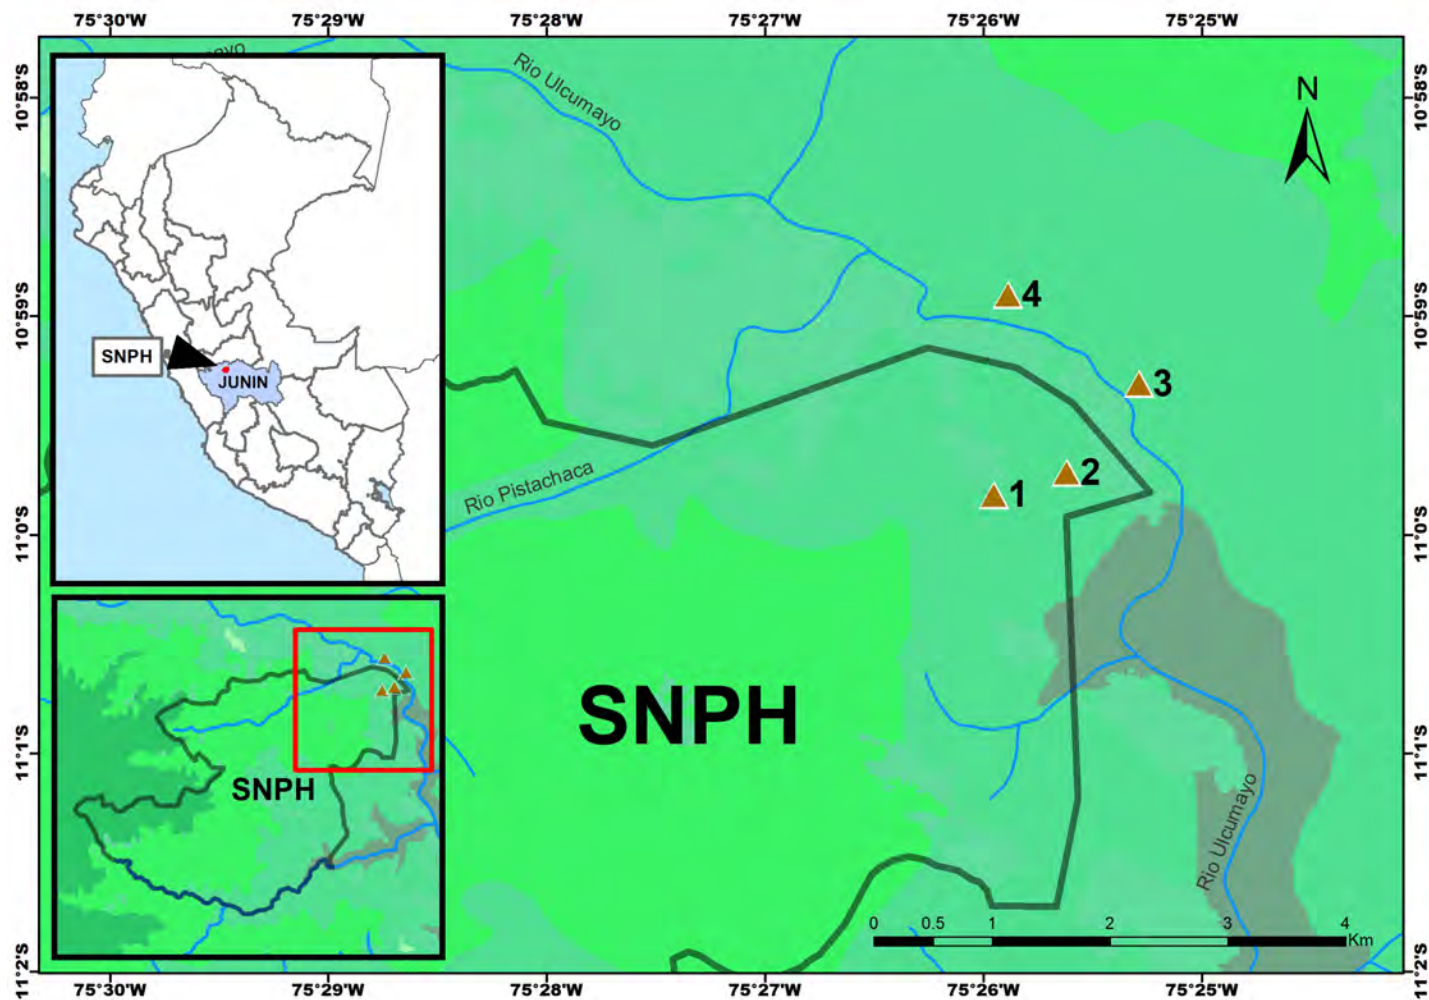 75°30'W 75°29'W 75°28'W 75°27'W 75°26'W 75°25'W
10°58'S 10°58'S
Rio Ulcumayo
N
10°59'S 10°59'S
4
SNPH
JUNIN
3
2
1
Rio Pistachaca
11°0'S 11°0'S
SNPH
SNPH
11°1'S 11°1'S
Rio Ulcumayo
0 0.5 1 2 3 4
Km
11°2'S 11°2'S
75°30'W 75°29'W 75°28'W 75°27'W 75°26'W 75°25'W